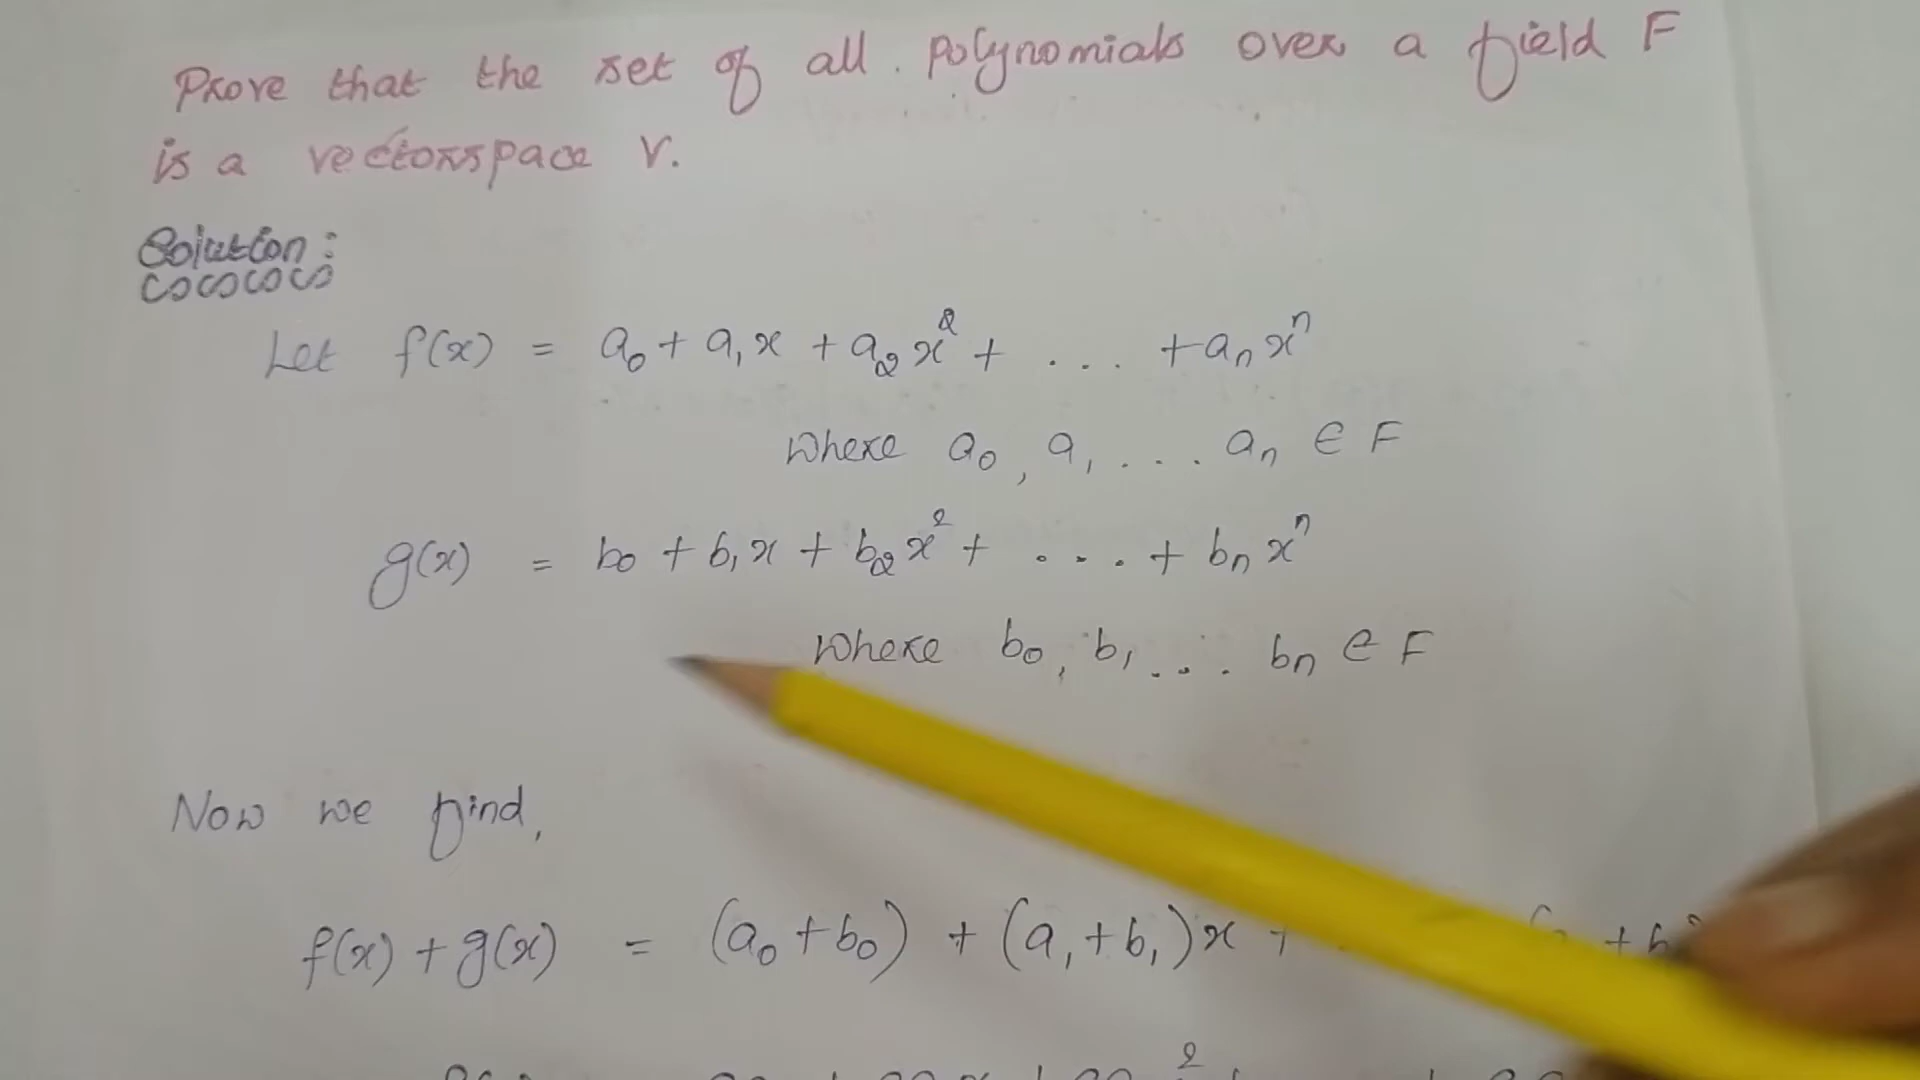 Prove that the set of all polynomials over a field F
is a vectorspace V.
Solution:
Let f(x) = a₀ + a₁x + a₂x² + ... + aₙxⁿ
where a₀, a₁, ... aₙ ∈ F
g(x) = b₀ + b₁x + b₂x² + ... + bₙxⁿ
where b₀, b₁, ... bₙ ∈ F
Now we find,
f(x) + g(x) = (a₀ + b₀) + (a₁ + b₁)x +